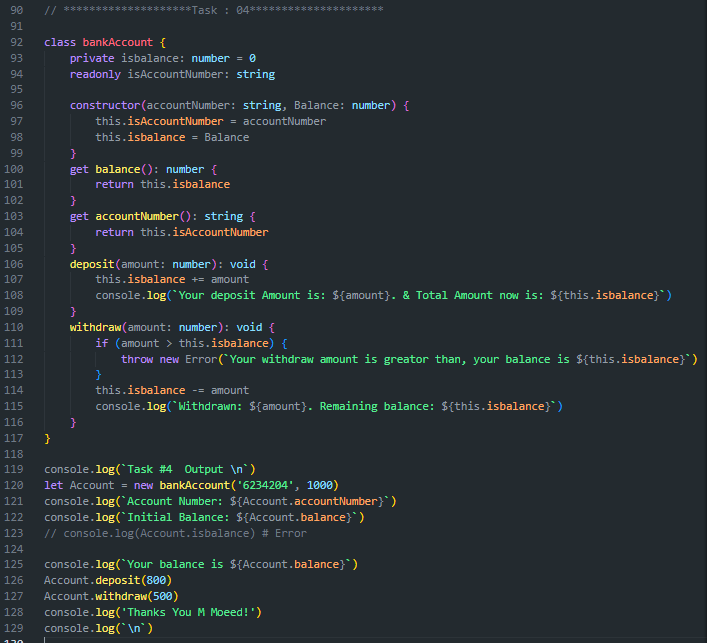 90 // ********************Task : 04*********************
91
92 class bankAccount {
93     private isbalance: number = 0
94     readonly isAccountNumber: string
95
96     constructor(accountNumber: string, Balance: number) {
97         this.isAccountNumber = accountNumber
98         this.isbalance = Balance
99     }
100     get balance(): number {
101         return this.isbalance
102     }
103     get accountNumber(): string {
104         return this.isAccountNumber
105     }
106     deposit(amount: number): void {
107         this.isbalance += amount
108         console.log(`Your deposit Amount is: ${amount}. & Total Amount now is: ${this.isbalance}`)
109     }
110     withdraw(amount: number): void {
111         if (amount > this.isbalance) {
112             throw new Error(`Your withdraw amount is greator than, your balance is ${this.isbalance}`)
113         }
114         this.isbalance -= amount
115         console.log(`Withdrawn: ${amount}. Remaining balance: ${this.isbalance}`)
116     }
117 }
118
119 console.log(`Task #4  Output \n`)
120 let Account = new bankAccount('6234204', 1000)
121 console.log(`Account Number: ${Account.accountNumber}`)
122 console.log(`Initial Balance: ${Account.balance}`)
123 // console.log(Account.isbalance) # Error
124
125 console.log(`Your balance is ${Account.balance}`)
126 Account.deposit(800)
127 Account.withdraw(500)
128 console.log('Thanks You M Moeed!')
129 console.log(`\n`)